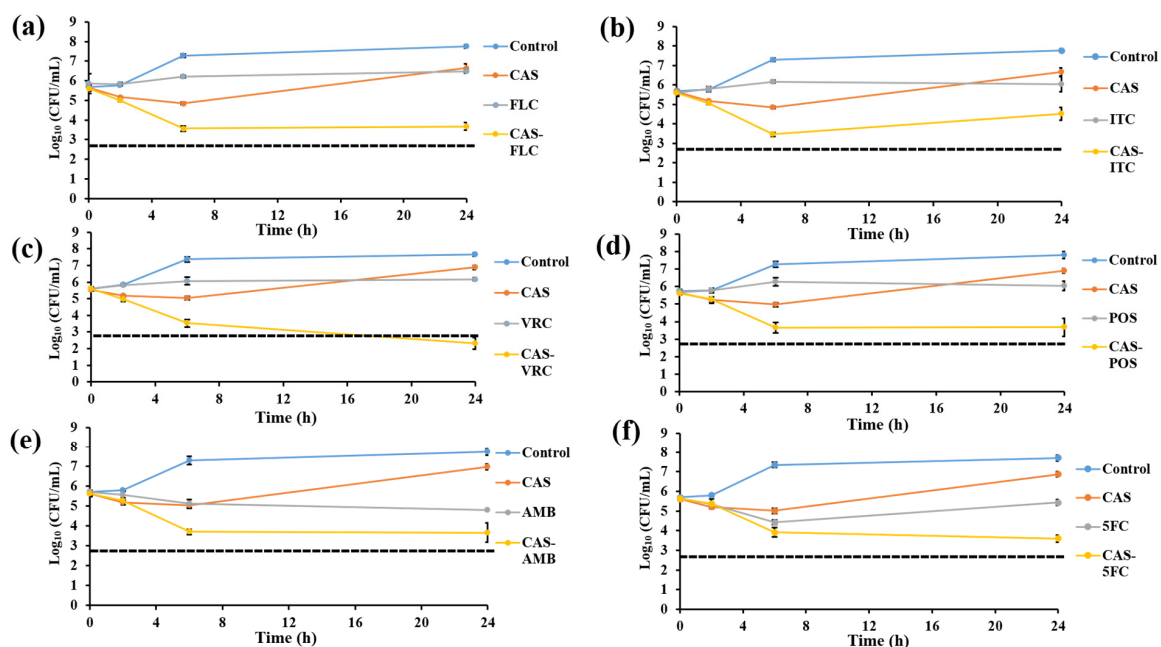 (a)
Log₁₀ (CFU/mL)
9
8
7
6
5
4
3
2
1
0
0 4 8 12 16 20 24
Time (h)
Control
CAS
FLC
CAS-
FLC
(b)
Log₁₀ (CFU/mL)
9
8
7
6
5
4
3
2
1
0
0 4 8 12 16 20 24
Time (h)
Control
CAS
ITC
CAS-
ITC
(c)
Log₁₀ (CFU/mL)
9
8
7
6
5
4
3
2
1
0
0 4 8 12 16 20 24
Time (h)
Control
CAS
VRC
CAS-
VRC
(d)
Log₁₀ (CFU/mL)
9
8
7
6
5
4
3
2
1
0
0 4 8 12 16 20 24
Time (h)
Control
CAS
POS
CAS-
POS
(e)
Log₁₀ (CFU/mL)
9
8
7
6
5
4
3
2
1
0
0 4 8 12 16 20 24
Time (h)
Control
CAS
AMB
CAS-
AMB
(f)
Log₁₀ (CFU/mL)
9
8
7
6
5
4
3
2
1
0
0 4 8 12 16 20 24
Time (h)
Control
CAS
5FC
CAS-
5FC